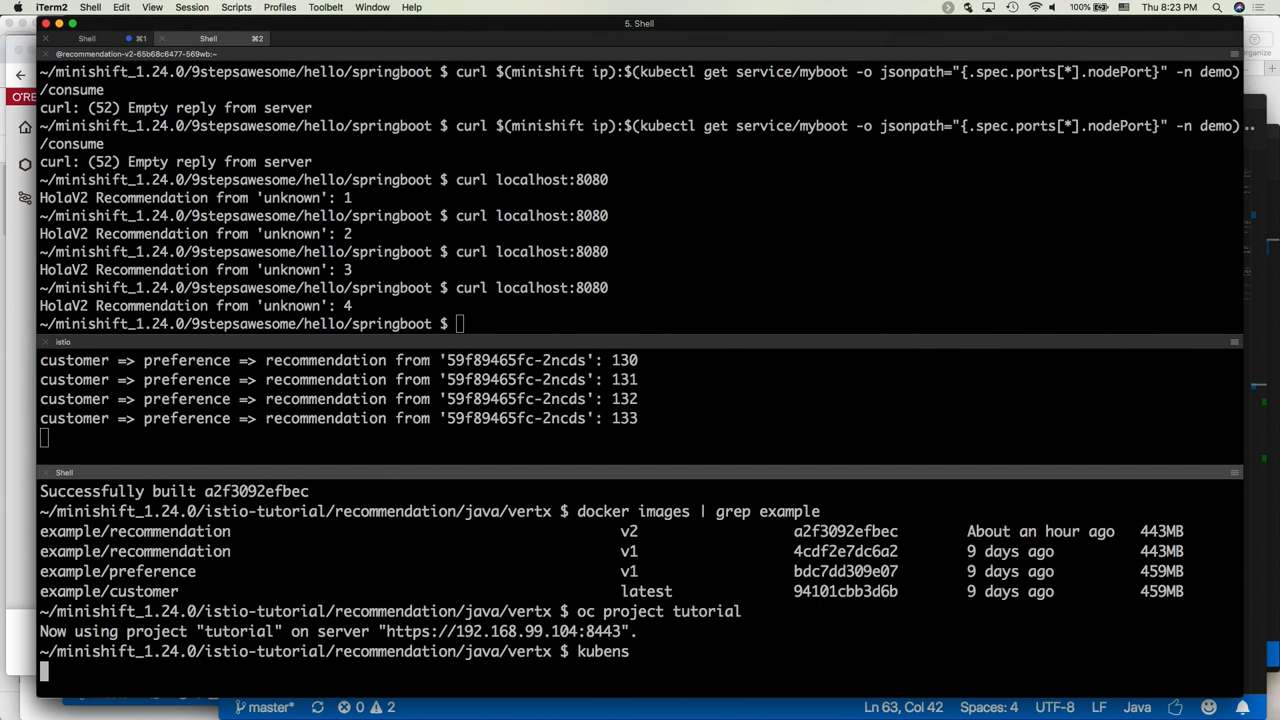 iTerm2 Shell Edit View Session Scripts Profiles Toolbelt Window Help 100% Thu 8:23 PM
5. Shell
Shell ⌘1 Shell ⌘2
@recommendation-v2-65b68c6477-569wb:~
~/minishift_1.24.0/9stepsawesome/hello/springboot $ curl $(minishift ip):$(kubectl get service/myboot -o jsonpath="{.spec.ports[*].nodePort}" -n demo)
/consume
curl: (52) Empty reply from server
~/minishift_1.24.0/9stepsawesome/hello/springboot $ curl $(minishift ip):$(kubectl get service/myboot -o jsonpath="{.spec.ports[*].nodePort}" -n demo)
/consume
curl: (52) Empty reply from server
~/minishift_1.24.0/9stepsawesome/hello/springboot $ curl localhost:8080
HolaV2 Recommendation from 'unknown': 1
~/minishift_1.24.0/9stepsawesome/hello/springboot $ curl localhost:8080
HolaV2 Recommendation from 'unknown': 2
~/minishift_1.24.0/9stepsawesome/hello/springboot $ curl localhost:8080
HolaV2 Recommendation from 'unknown': 3
~/minishift_1.24.0/9stepsawesome/hello/springboot $ curl localhost:8080
HolaV2 Recommendation from 'unknown': 4
~/minishift_1.24.0/9stepsawesome/hello/springboot $
istio
customer => preference => recommendation from '59f89465fc-2ncds': 130
customer => preference => recommendation from '59f89465fc-2ncds': 131
customer => preference => recommendation from '59f89465fc-2ncds': 132
customer => preference => recommendation from '59f89465fc-2ncds': 133
Shell
Successfully built a2f3092efbec
~/minishift_1.24.0/istio-tutorial/recommendation/java/vertx $ docker images | grep example
example/recommendation v2 a2f3092efbec About an hour ago 443MB
example/recommendation v1 4cdf2e7dc6a2 9 days ago 443MB
example/preference v1 bdc7dd309e07 9 days ago 459MB
example/customer latest 94101cbb3d6b 9 days ago 459MB
~/minishift_1.24.0/istio-tutorial/recommendation/java/vertx $ oc project tutorial
Now using project "tutorial" on server "https://192.168.99.104:8443".
~/minishift_1.24.0/istio-tutorial/recommendation/java/vertx $ kubens
master* 0 2 Ln 63, Col 42 Spaces: 4 UTF-8 LF Java